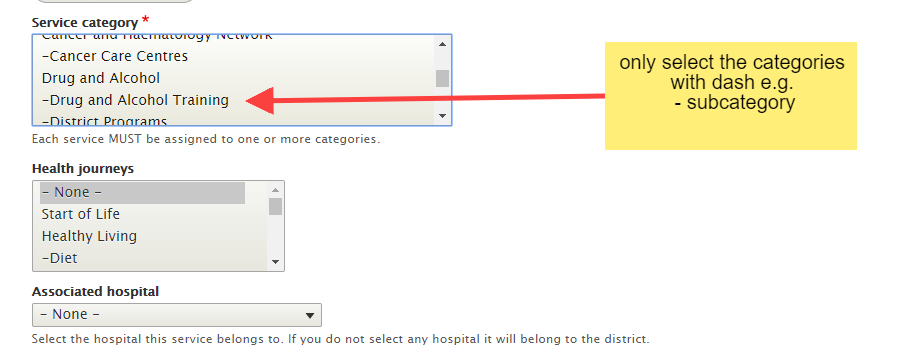 Service category *
Cancer and Haematology Network
-Cancer Care Centres
Drug and Alcohol
-Drug and Alcohol Training
-District Programs
Each service MUST be assigned to one or more categories.
only select the categories
with dash e.g.
- subcategory
Health journeys
- None -
Start of Life
Healthy Living
-Diet
Associated hospital
- None -
Select the hospital this service belongs to. If you do not select any hospital it will belong to the district.